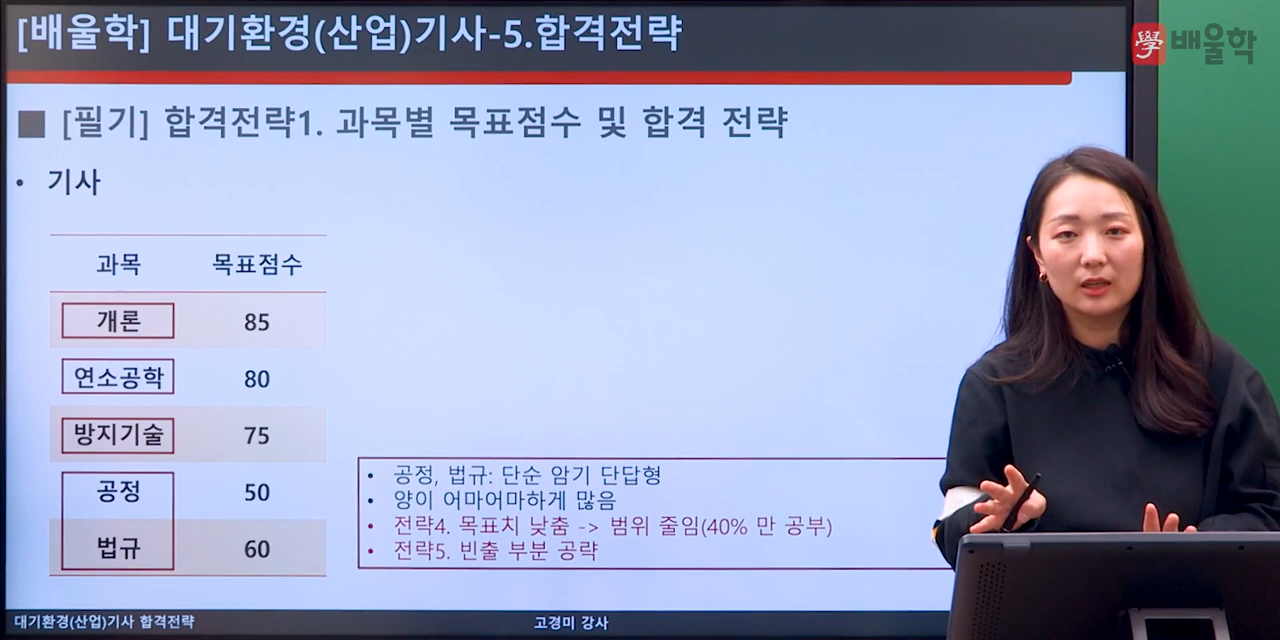 [배울학] 대기환경(산업)기사-5.합격전략
學 배울학
■ [필기] 합격전략1. 과목별 목표점수 및 합격 전략
• 기사
과목 목표점수
개론 85
연소공학 80
방지기술 75
공정 50
법규 60
• 공정, 법규: 단순 암기 단답형
• 양이 어마어마하게 많음
• 전략4. 목표치 낮춤 -> 범위 줄임(40% 만 공부)
• 전략5. 빈출 부분 공략
대기환경(산업)기사 합격전략
고경미 강사